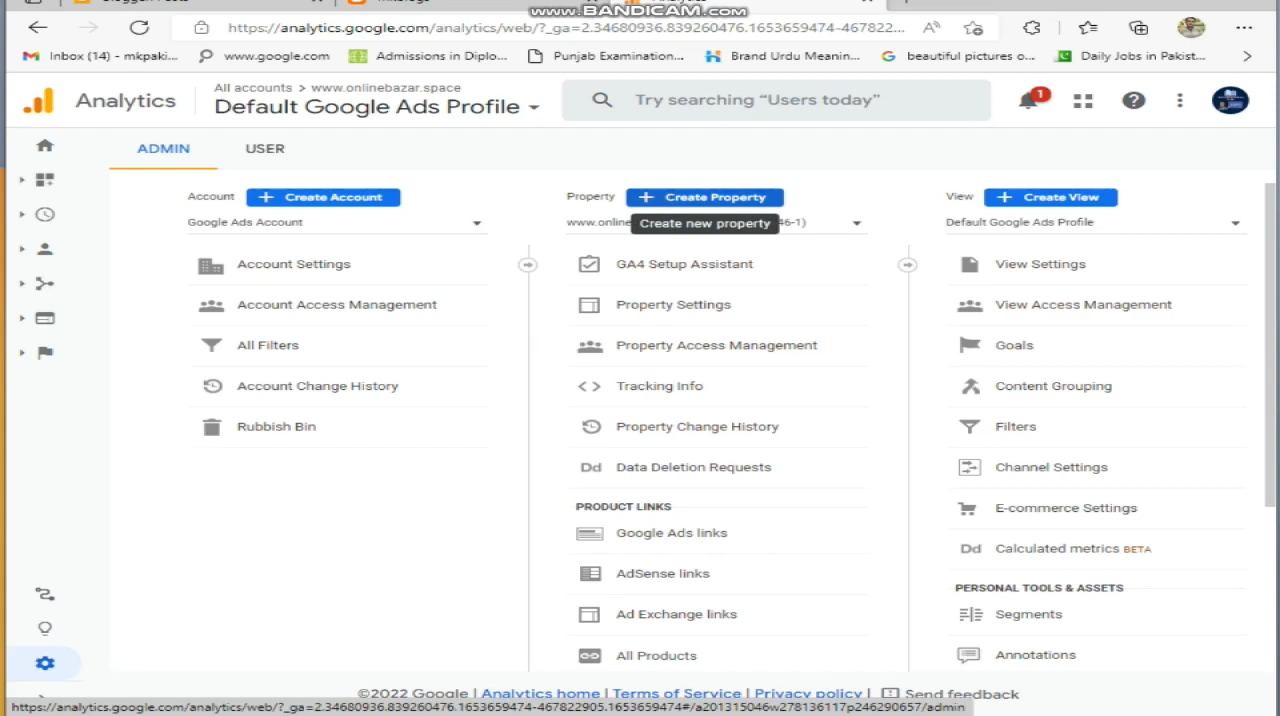 WWW.BANDICAM.COM
https://analytics.google.com/analytics/web/?_ga=2.34680936.839260476.1653659474-467822...
Inbox (14) - mkpaki...
www.google.com
Admissions in Diplo...
Punjab Examination...
Brand Urdu Meanin...
beautiful pictures o...
Daily Jobs in Pakist...
Analytics
All accounts > www.onlinebazar.space
Default Google Ads Profile
Try searching “Users today”
1
ADMIN
USER
Account
+ Create Account
Google Ads Account
Account Settings
Account Access Management
All Filters
Account Change History
Rubbish Bin
Property
+ Create Property
www.online
46-1)
Create new property
GA4 Setup Assistant
Property Settings
Property Access Management
Tracking Info
Property Change History
Dd Data Deletion Requests
PRODUCT LINKS
Google Ads links
AdSense links
Ad Exchange links
All Products
View
+ Create View
Default Google Ads Profile
View Settings
View Access Management
Goals
Content Grouping
Filters
Channel Settings
E-commerce Settings
Dd Calculated metrics BETA
PERSONAL TOOLS & ASSETS
Segments
Annotations
©2022 Google | Analytics home | Terms of Service | Privacy policy | Send feedback
https://analytics.google.com/analytics/web/?_ga=2.34680936.839260476.1653659474-467822905.1653659474#/a201315046w278136117p246290657/admin